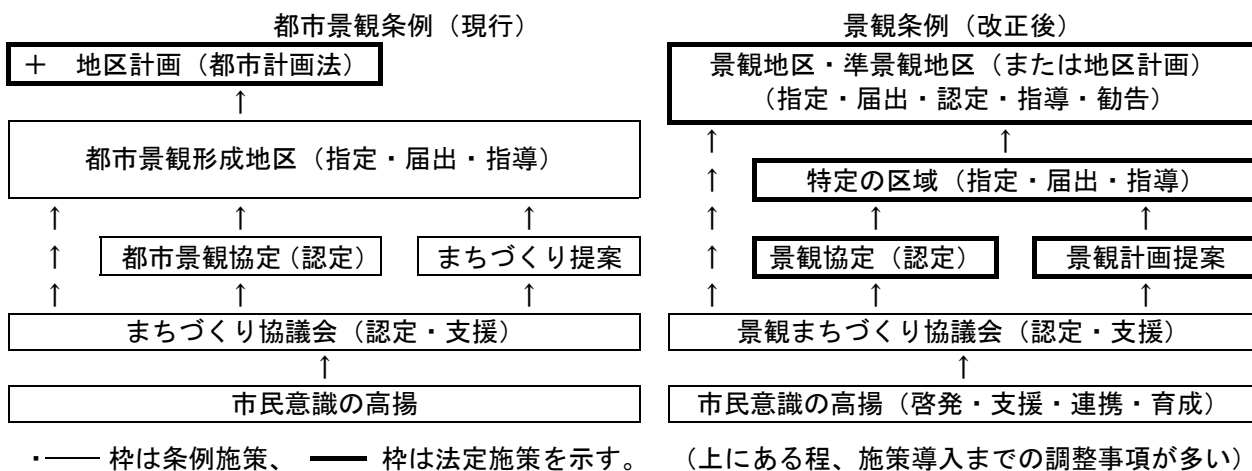 都市景観条例（現行）
＋　地区計画（都市計画法）
↑
都市景観形成地区（指定・届出・指導）
↑ ↑ ↑
↑ 都市景観協定（認定） まちづくり提案
↑ ↑ ↑
まちづくり協議会（認定・支援）
↑
市民意識の高揚
景観条例（改正後）
景観地区・準景観地区（または地区計画）
（指定・届出・認定・指導・勧告）
↑ ↑
↑ 特定の区域（指定・届出・指導）
↑ ↑ ↑
↑ 景観協定（認定） 景観計画提案
↑ ↑ ↑
景観まちづくり協議会（認定・支援）
↑
市民意識の高揚（啓発・支援・連携・育成）
・── 枠は条例施策、 ━━ 枠は法定施策を示す。 （上にある程、施策導入までの調整事項が多い）